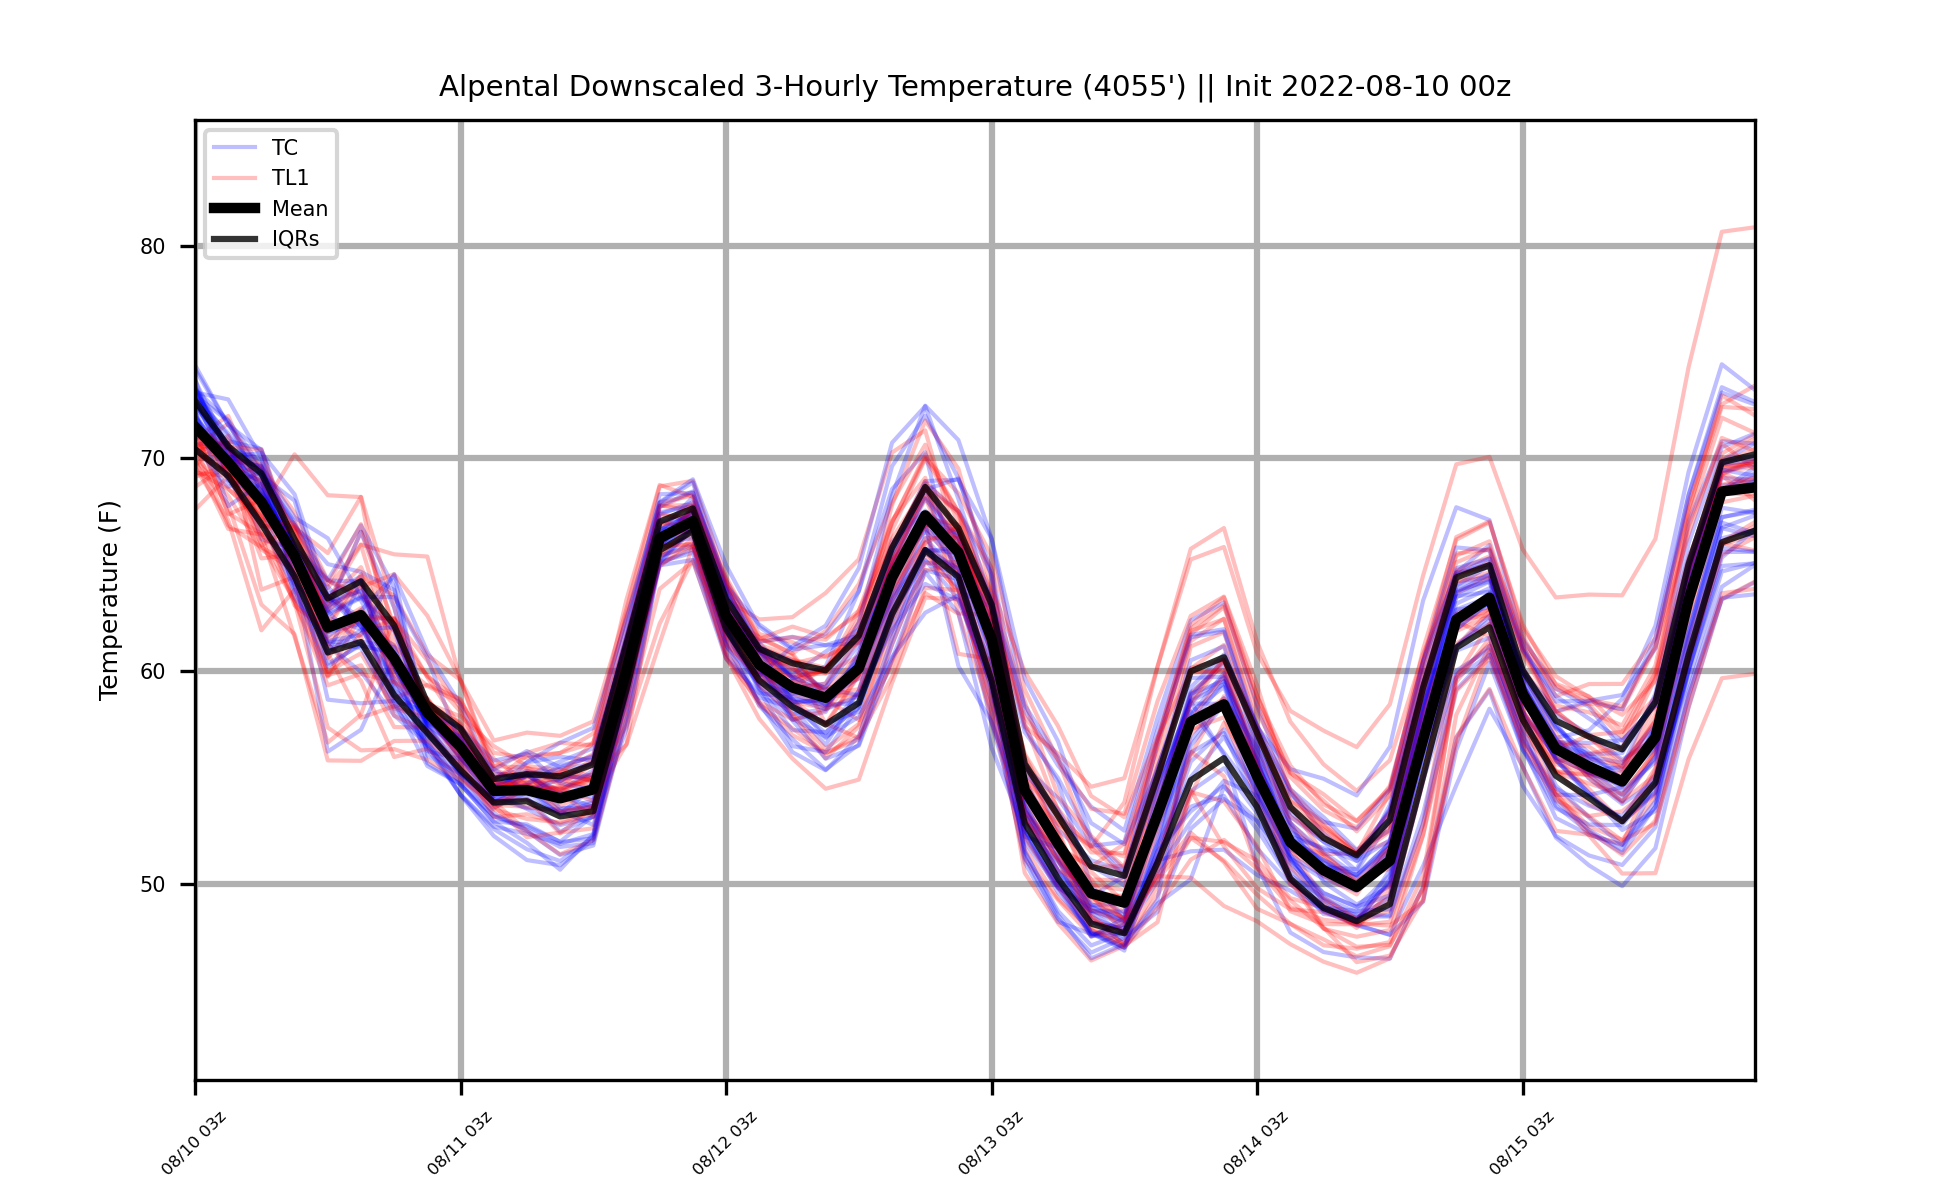 Alpental Downscaled 3-Hourly Temperature (4055') || Init 2022-08-10 00z
TC
TL1
Mean
IQRs
Temperature (F)
80
70
60
50
08/10 03z
08/11 03z
08/12 03z
08/13 03z
08/14 03z
08/15 03z